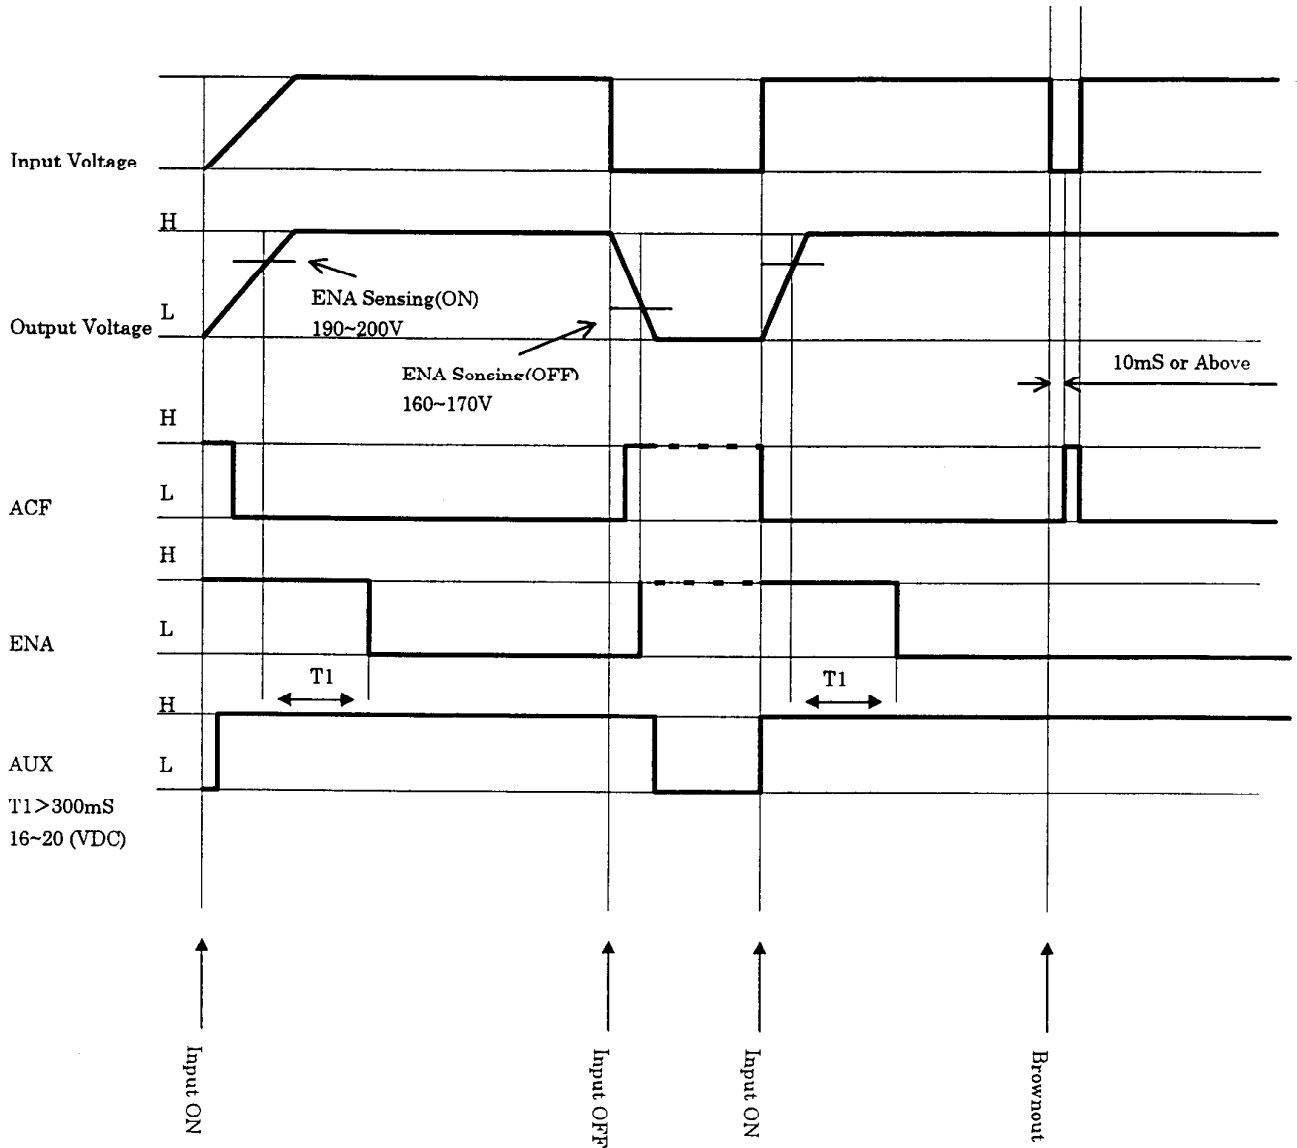 Input Voltage
H
L
Output Voltage
ENA Sensing(ON)
190~200V
ENA Sensing(OFF)
160~170V
10mS or Above
H
L
ACF
H
L
ENA
T1
T1
H
L
AUX
T1>300mS
16~20 (VDC)
Input ON
Input OFF
Input ON
Brownout